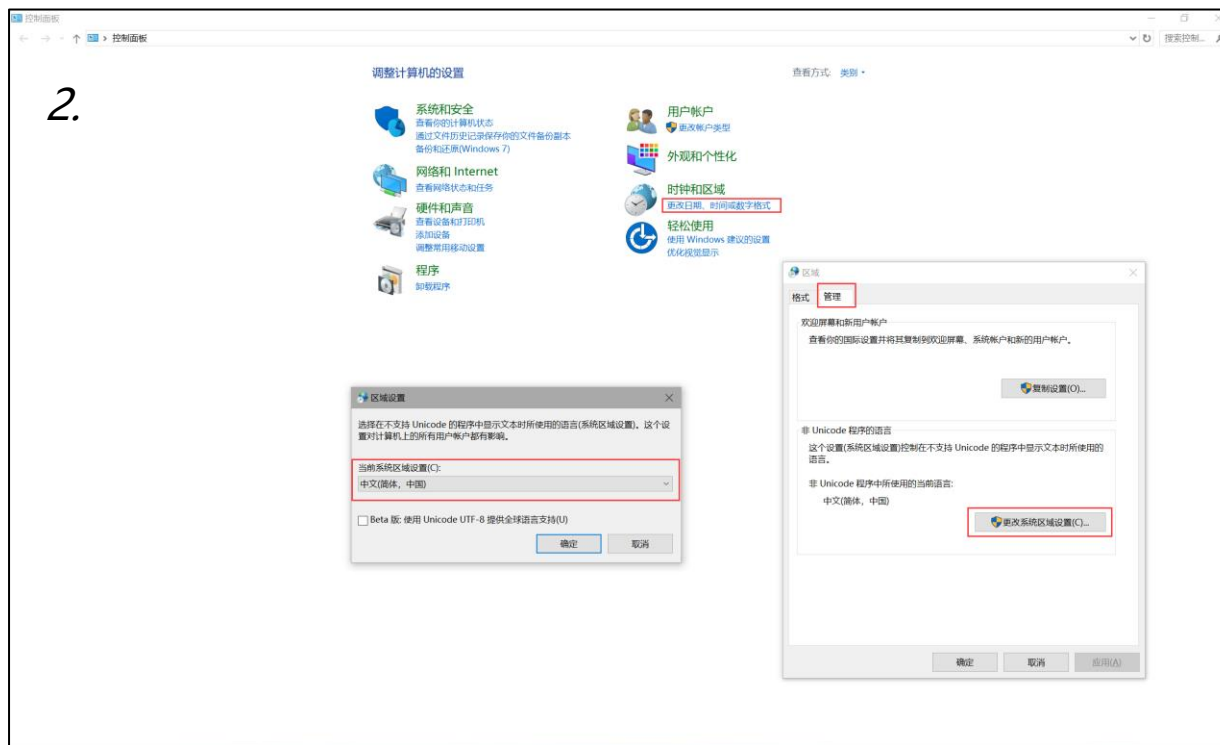 控制面板
控制面板
搜索控制...
2.
调整计算机的设置
查看方式: 类别
系统和安全
查看你的计算机状态
通过文件历史记录保存你的文件备份副本
备份和还原(Windows 7)
网络和 Internet
查看网络状态和任务
硬件和声音
查看设备和打印机
添加设备
调整常用移动设置
程序
卸载程序
用户帐户
更改帐户类型
外观和个性化
时钟和区域
更改日期、时间或数字格式
轻松使用
使用 Windows 建议的设置
优化视觉显示
区域设置
选择在不支持 Unicode 的程序中显示文本时所使用的语言(系统区域设置)。这个设
置对计算机上的所有用户帐户都有影响。
当前系统区域设置(C):
中文(简体，中国)
Beta 版: 使用 Unicode UTF-8 提供全球语言支持(U)
确定
取消
区域
格式
管理
欢迎屏幕和新用户帐户
查看你的国际设置并将其复制到欢迎屏幕、系统帐户和新的用户帐户。
复制设置(O)...
非 Unicode 程序的语言
这个设置(系统区域设置)控制在不支持 Unicode 的程序中显示文本时所使用的
语言。
非 Unicode 程序中所使用的当前语言:
中文(简体，中国)
更改系统区域设置(C)...
确定
取消
应用(A)